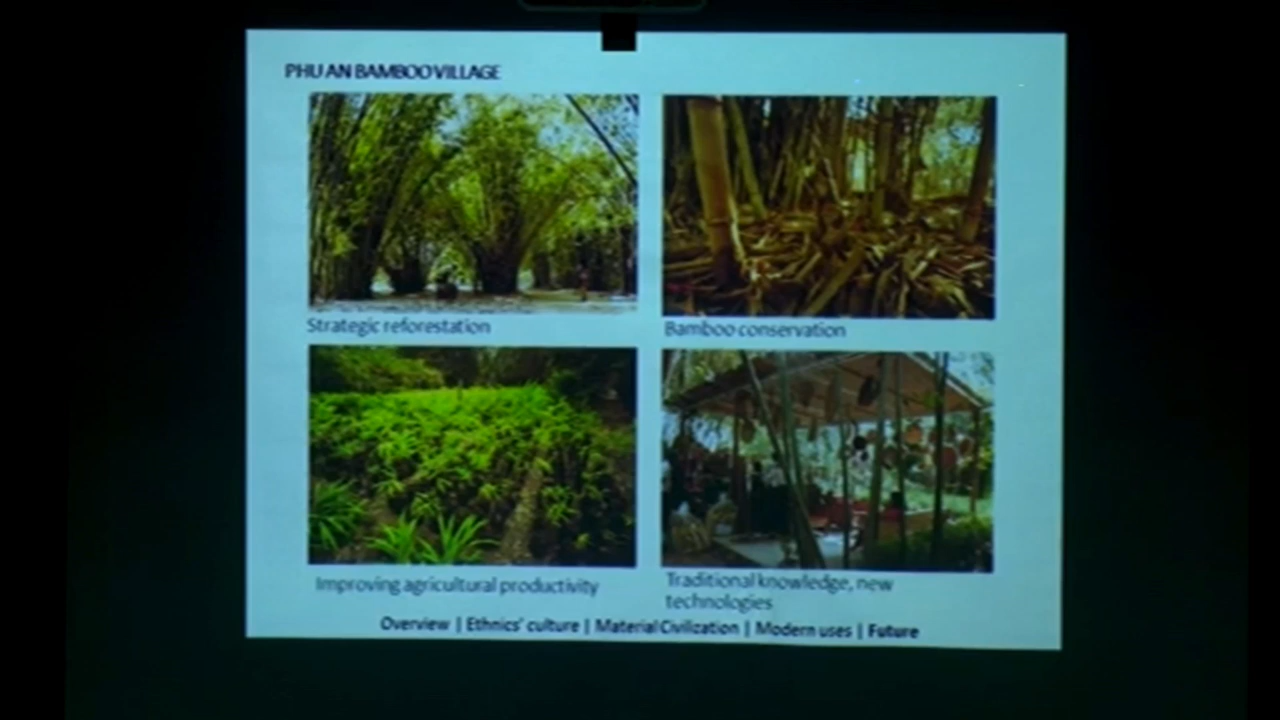 PHU AN BAMBOO VILLAGE
Strategic reforestation
Bamboo conservation
Improving agricultural productivity
Traditional knowledge, new
technologies
Overview | Ethnics' culture | Material Civilization | Modern uses | Future